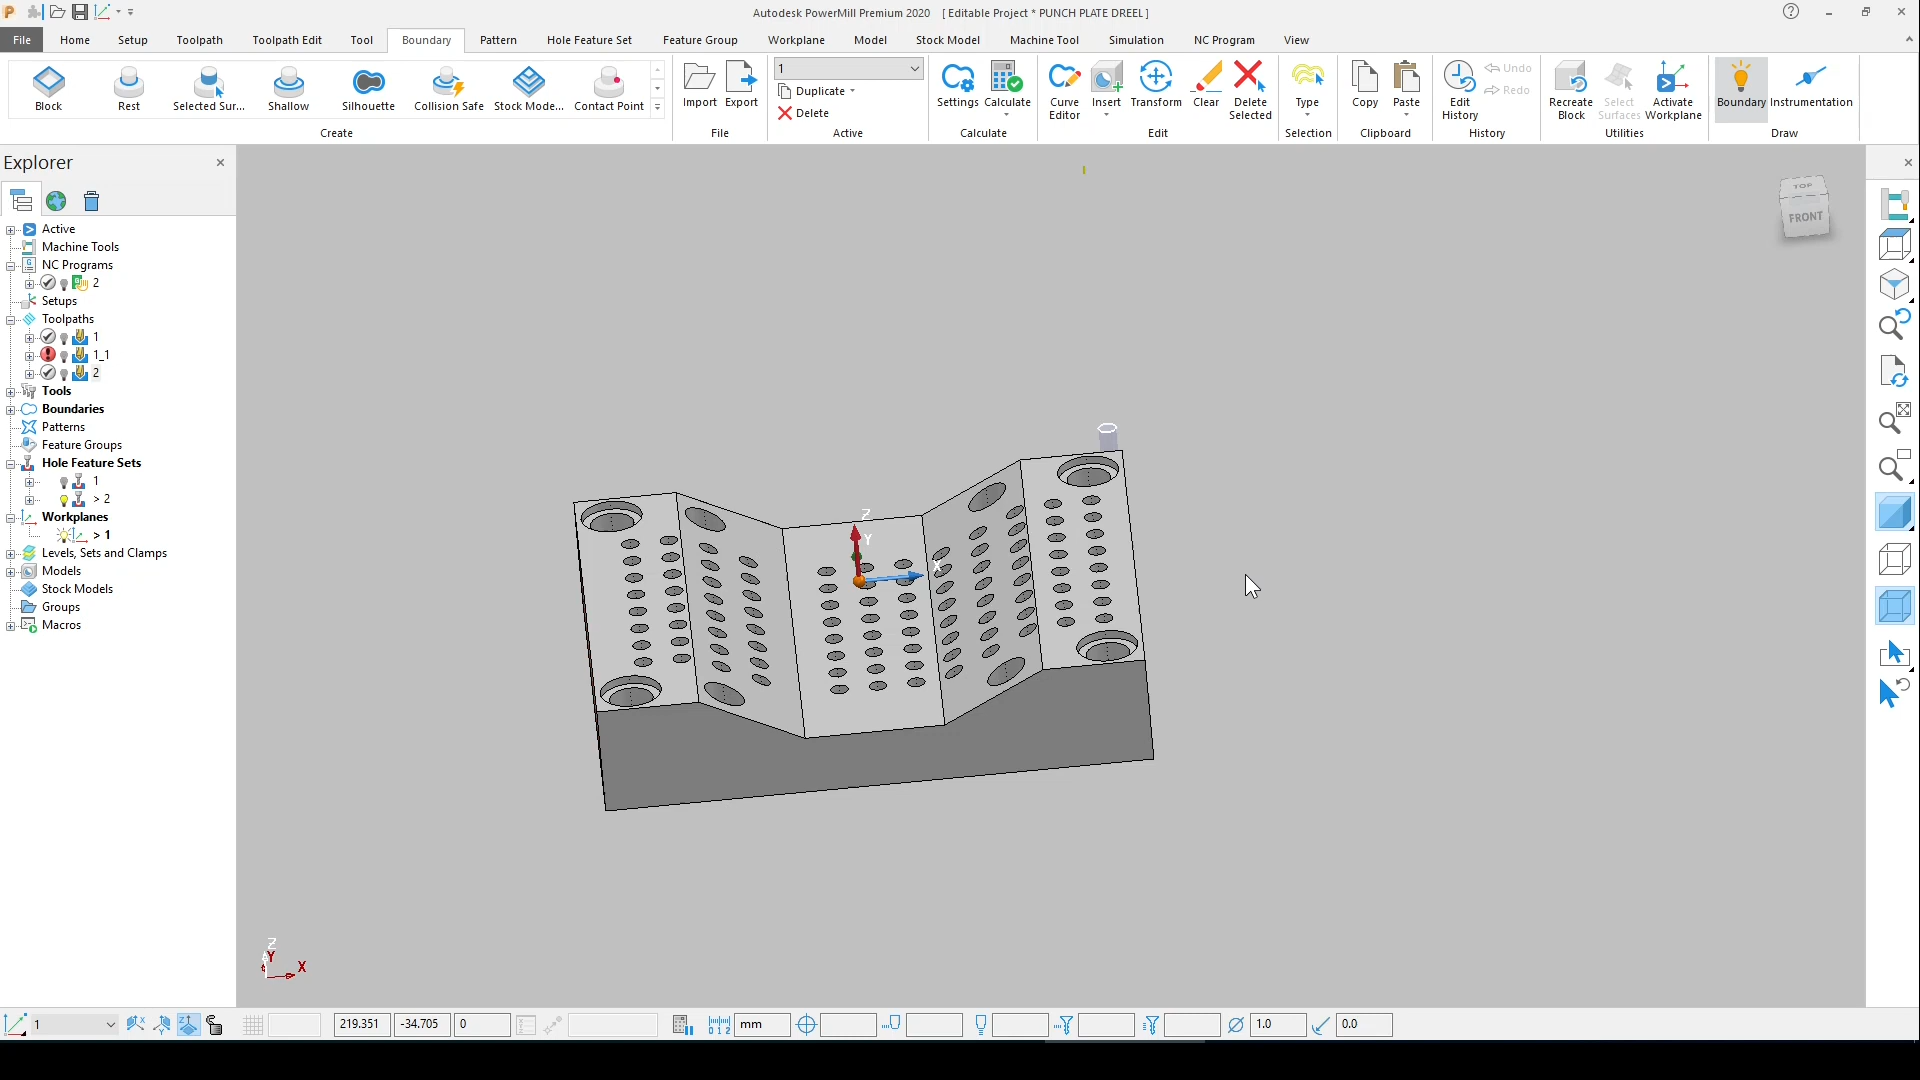 Autodesk PowerMill Premium 2020 [ Editable Project * PUNCH PLATE DREEL ]
File Home Setup Toolpath Toolpath Edit Tool Boundary Pattern Hole Feature Set Feature Group Workplane Model Stock Model Machine Tool Simulation NC Program View
Block Rest Selected Sur... Shallow Silhouette Collision Safe Stock Mode... Contact Point
Create
Import Export
File
1
Duplicate
Delete
Active
Settings Calculate
Calculate
Curve Editor Insert Transform Clear Delete Selected
Edit
Type
Selection
Copy Paste
Clipboard
Edit History Undo
Redo
History
Recreate Block Select Surfaces Activate Workplane
Utilities
Boundary Instrumentation
Draw
Explorer
Active
Machine Tools
NC Programs
2
Setups
Toolpaths
1
1_1
2
Tools
Boundaries
Patterns
Feature Groups
Hole Feature Sets
1
> 2
Workplanes
> 1
Levels, Sets and Clamps
Models
Stock Models
Groups
Macros
TOP
FRONT
Z
Y
X
Z
Y
X
1 219.351 -34.705 0 mm 1.0 0.0